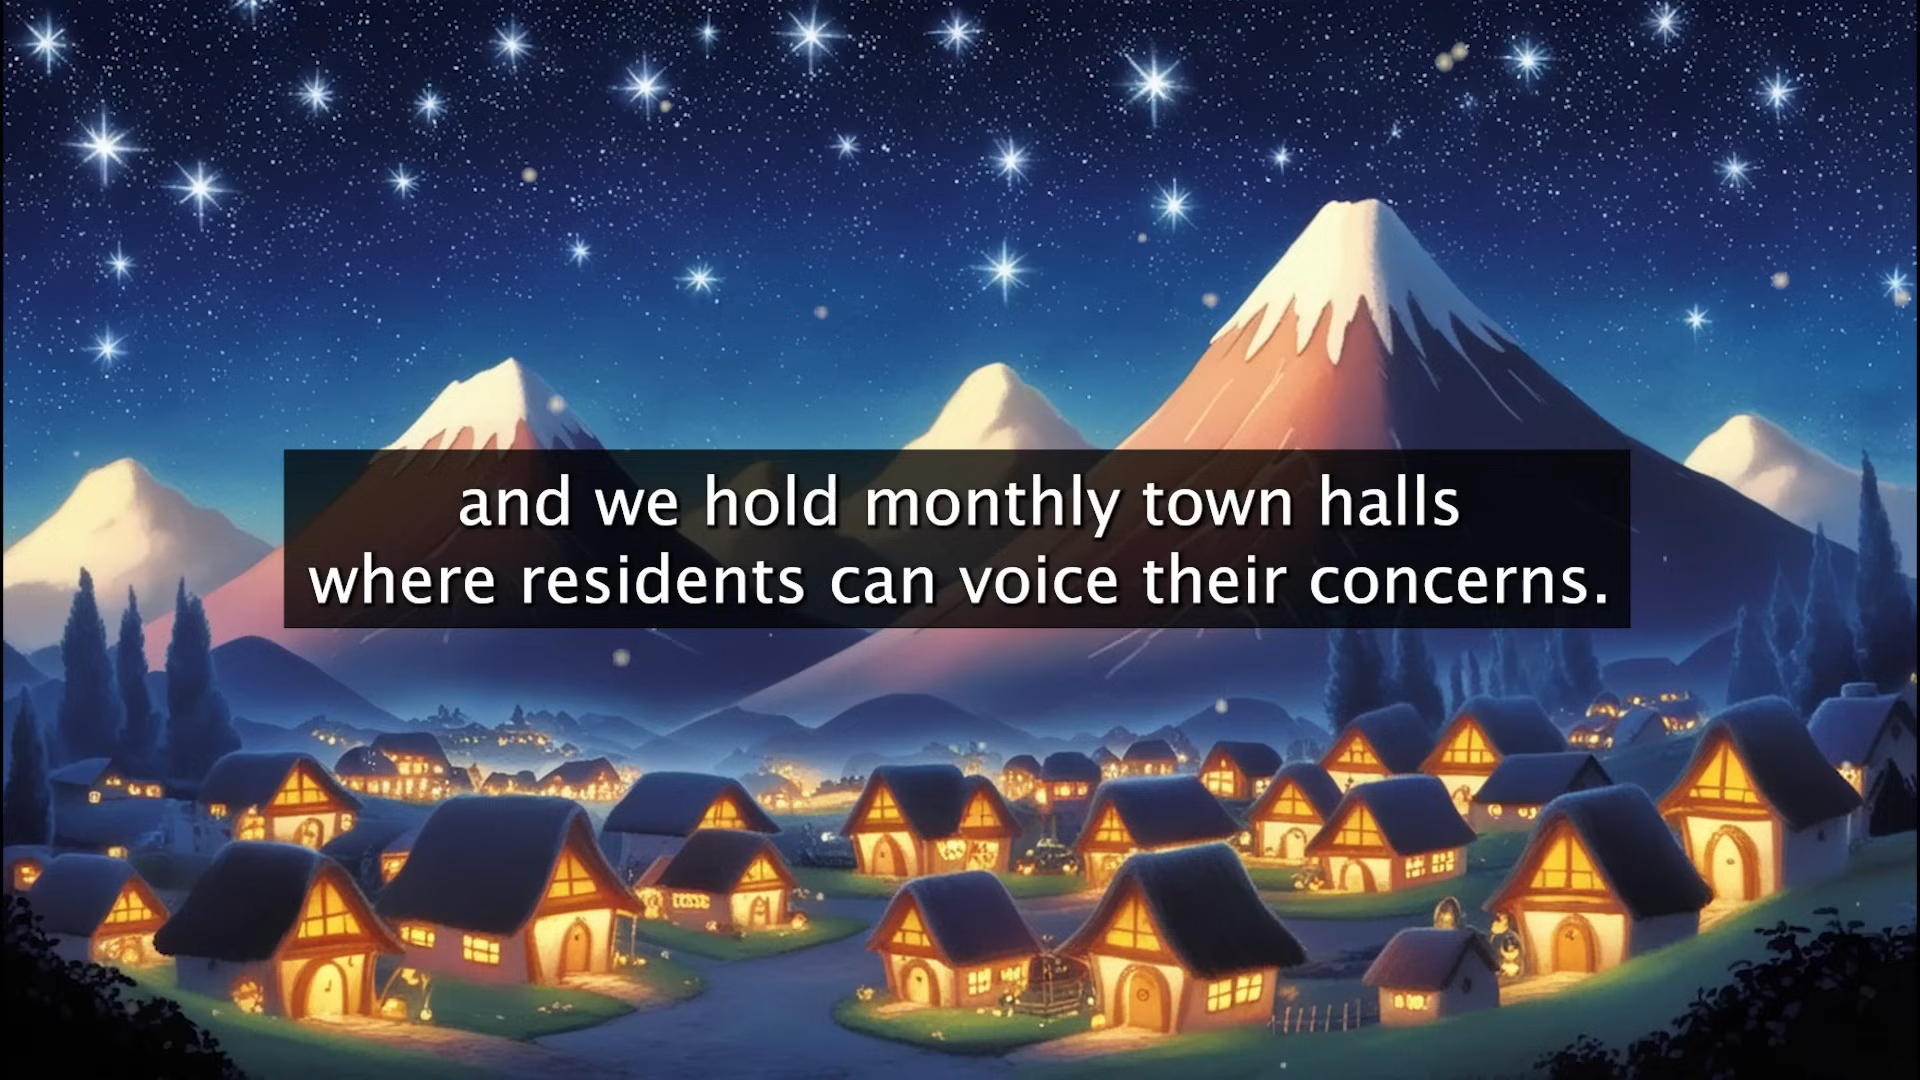 and we hold monthly town halls
where residents can voice their concerns.